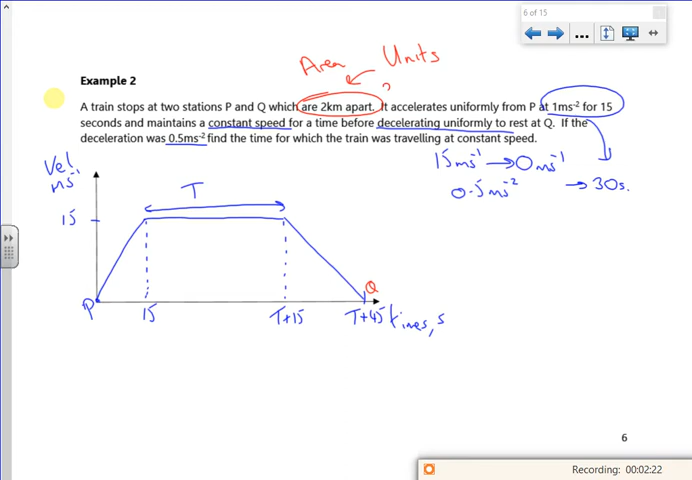 6 of 15
...
Area Units
Example 2
A train stops at two stations P and Q which are 2km apart. It accelerates uniformly from P at 1ms⁻² for 15
seconds and maintains a constant speed for a time before decelerating uniformly to rest at Q. If the
deceleration was 0.5ms⁻² find the time for which the train was travelling at constant speed.
15ms⁻¹ → 0ms⁻¹
0.5ms⁻² → 30s.
Vel
ms⁻¹
T
15
Q
P 15 T+15 T+45 time, s
6
Recording: 00:02:22